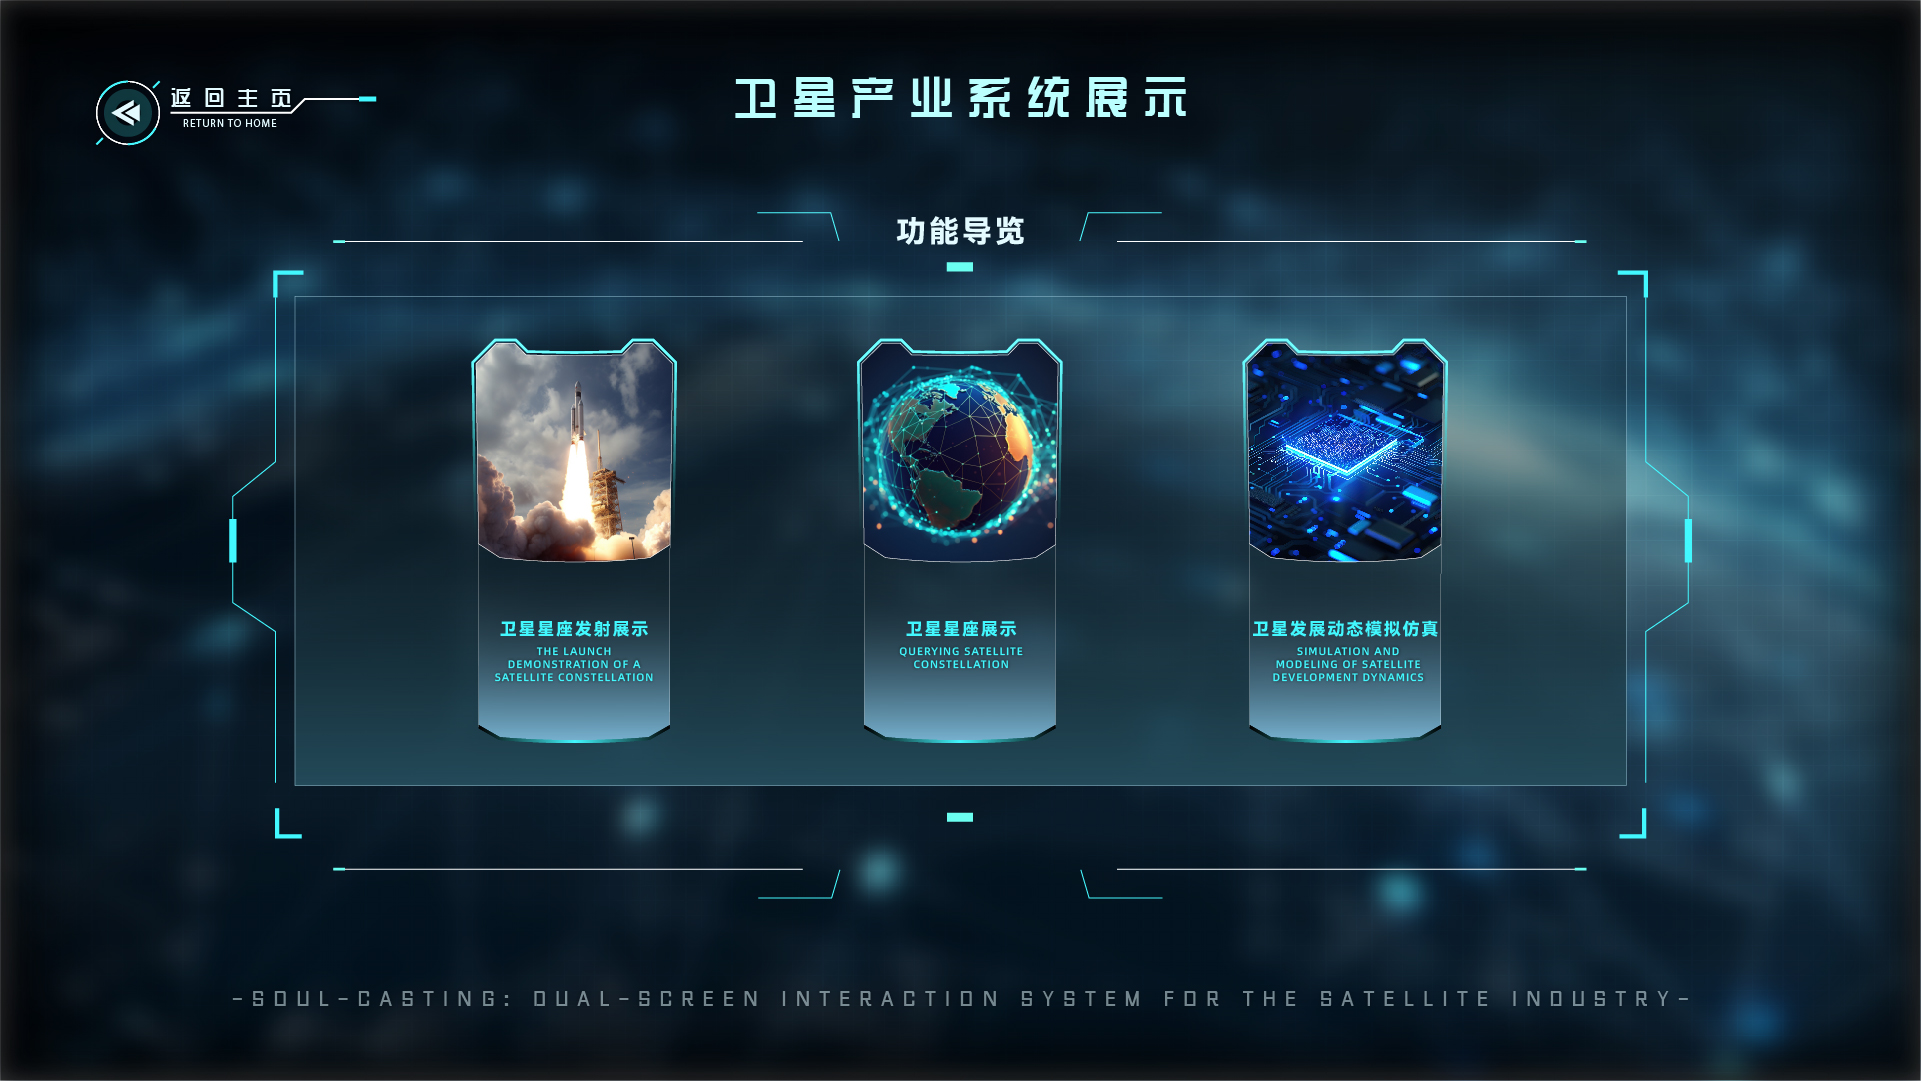 返回主页
RETURN TO HOME
卫星产业系统展示
功能导览
卫星星座发射展示
THE LAUNCH
DEMONSTRATION OF A
SATELLITE CONSTELLATION
卫星星座展示
QUERYING SATELLITE
CONSTELLATION
卫星发展动态模拟仿真
SIMULATION AND
MODELING OF SATELLITE
DEVELOPMENT DYNAMICS
-SOUL-CASTING: DUAL-SCREEN INTERACTION SYSTEM FOR THE SATELLITE INDUSTRY-